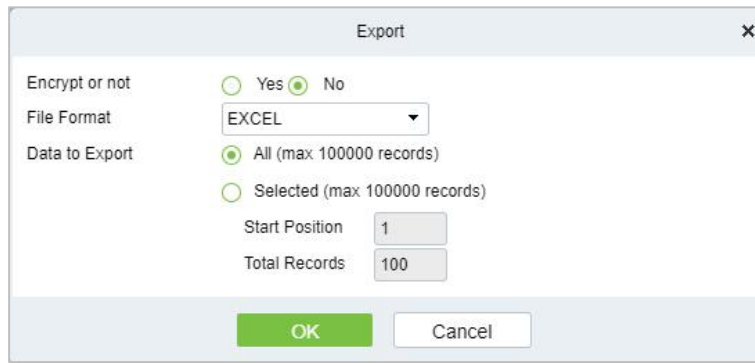 Export
Encrypt or not Yes No
File Format EXCEL
Data to Export All (max 100000 records)
Selected (max 100000 records)
Start Position 1
Total Records 100
OK Cancel